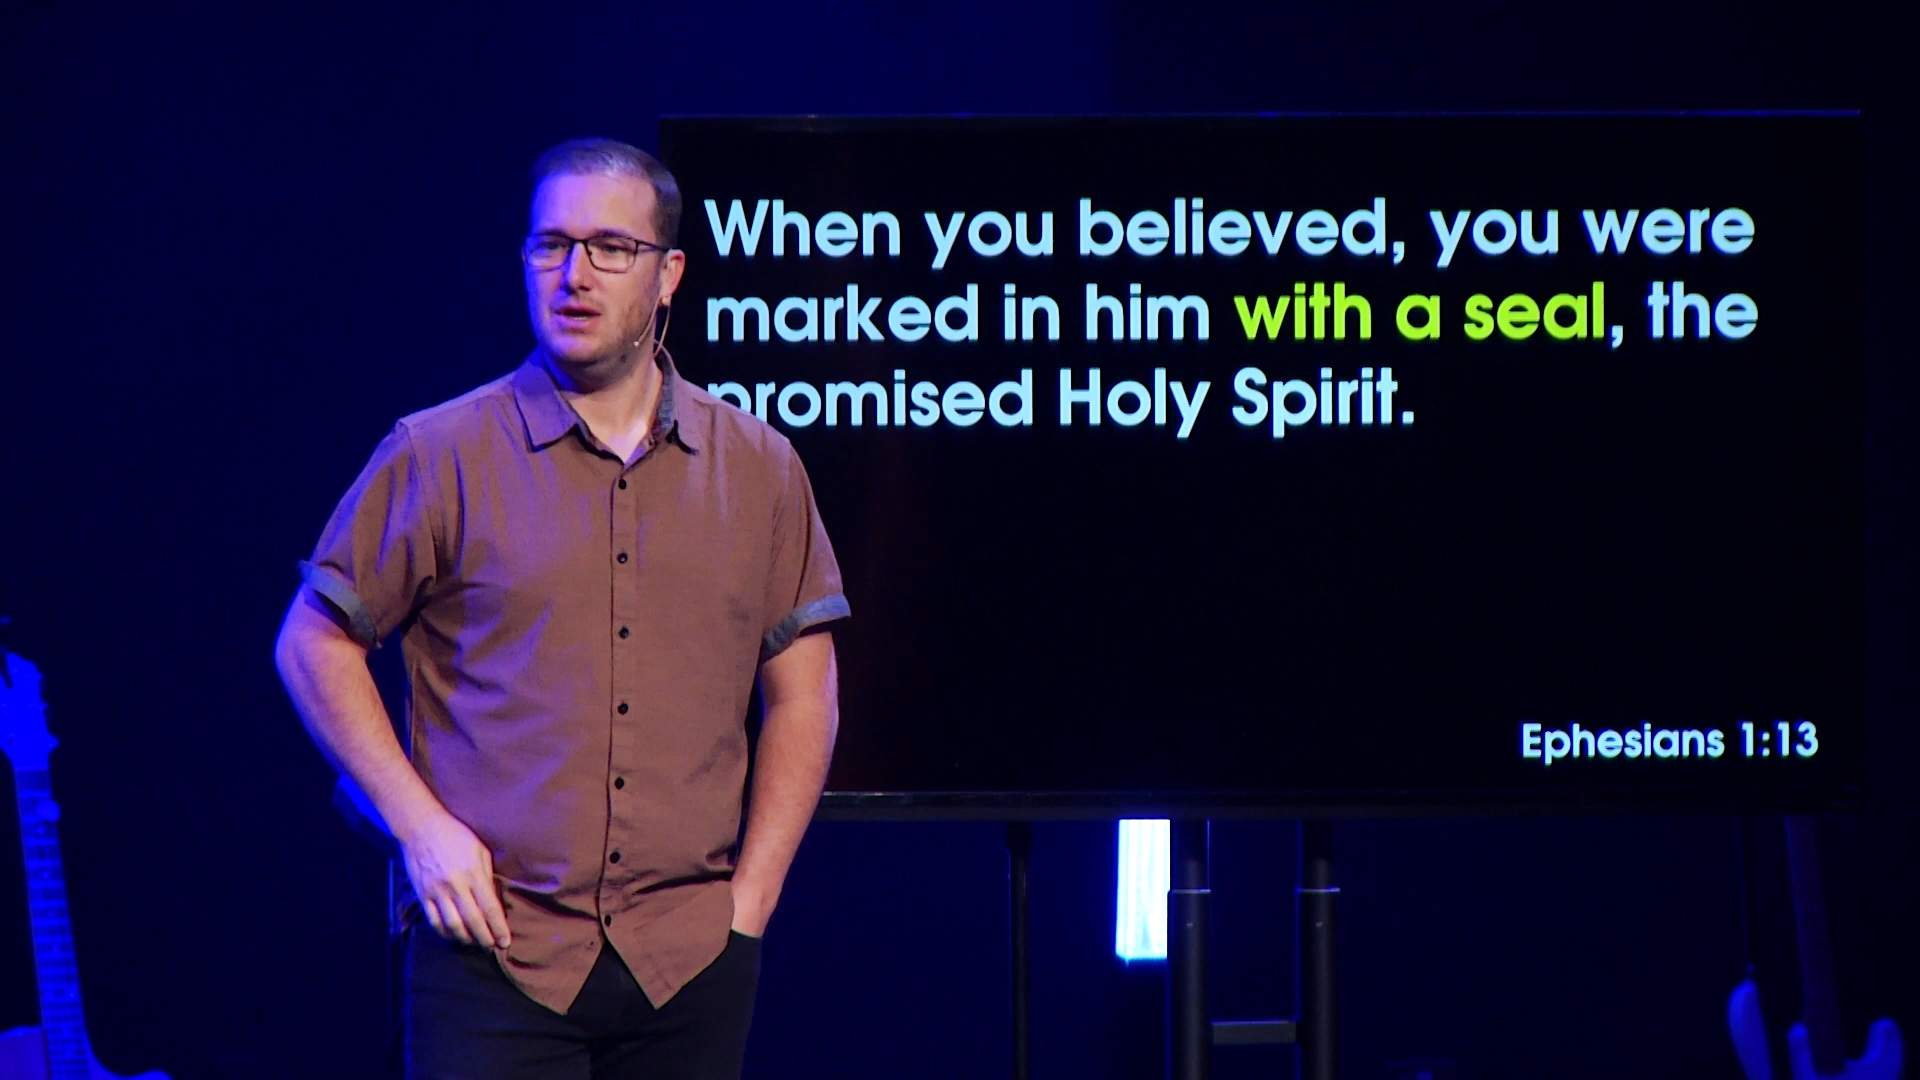 When you believed, you were
marked in him with a seal, the
promised Holy Spirit.
Ephesians 1:13